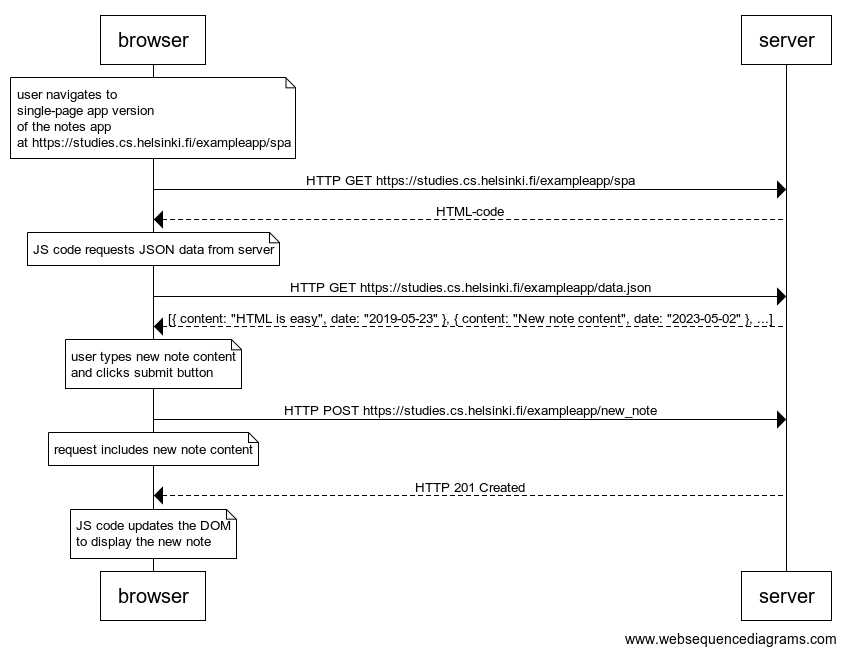 browser
server
user navigates to
single-page app version
of the notes app
at https://studies.cs.helsinki.fi/exampleapp/spa
HTTP GET https://studies.cs.helsinki.fi/exampleapp/spa
HTML-code
JS code requests JSON data from server
HTTP GET https://studies.cs.helsinki.fi/exampleapp/data.json
[{ content: "HTML is easy", date: "2019-05-23" }, { content: "New note content", date: "2023-05-02" }, ...]
user types new note content
and clicks submit button
HTTP POST https://studies.cs.helsinki.fi/exampleapp/new_note
request includes new note content
HTTP 201 Created
JS code updates the DOM
to display the new note
browser
server
www.websequencediagrams.com